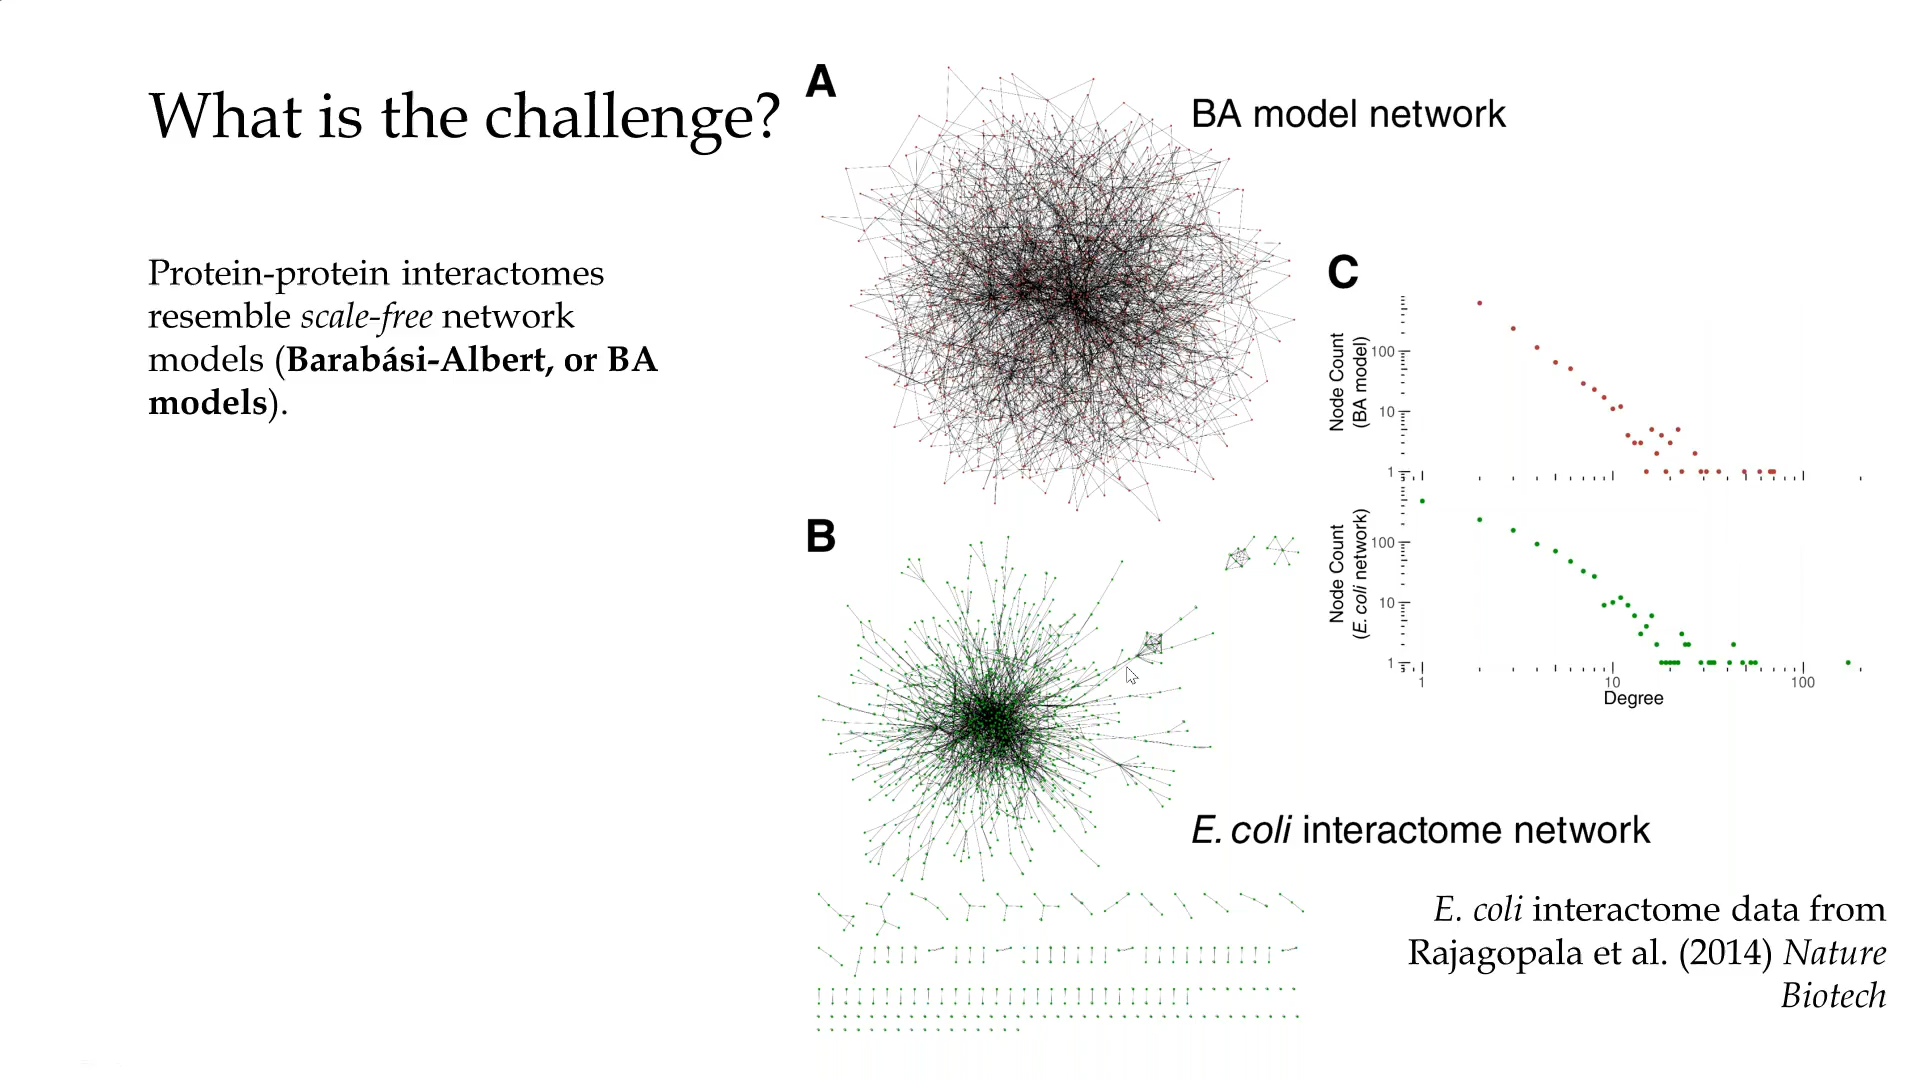 What is the challenge?
Protein-protein interactomes
resemble scale-free network
models (Barabási-Albert, or BA
models).
A
BA model network
B
E. coli interactome network
C
Node Count
(BA model)
100
10
1
Node Count
(E. coli network)
100
10
1
1
10
100
Degree
E. coli interactome data from
Rajagopala et al. (2014) Nature
Biotech